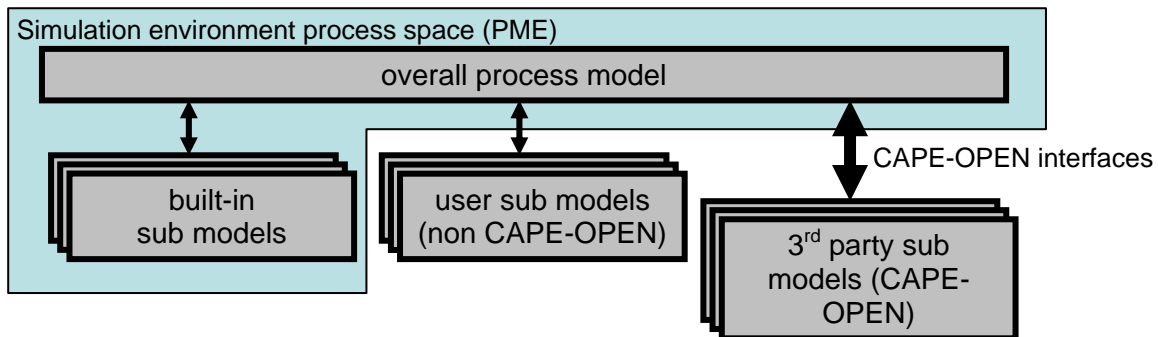 Simulation environment process space (PME)
overall process model
CAPE-OPEN interfaces
built-in
sub models
user sub models
(non CAPE-OPEN)
3rd party sub
models (CAPE-
OPEN)